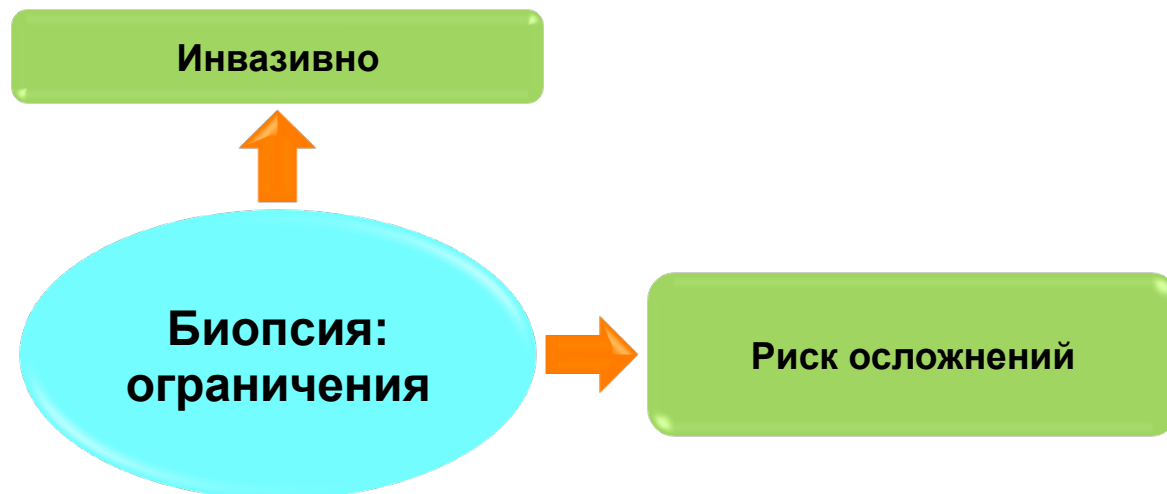 Инвазивно
Биопсия:
ограничения
Риск осложнений